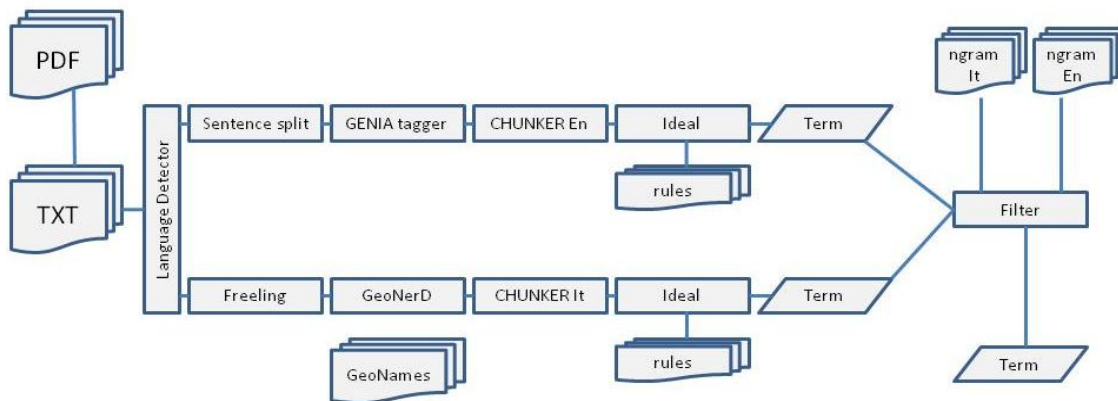 PDF
TXT
Language Detector
Sentence split
GENIA tagger
CHUNKER En
Ideal
Term
rules
Freeling
GeoNerD
CHUNKER It
Ideal
Term
rules
GeoNames
ngram
It
ngram
En
Filter
Term